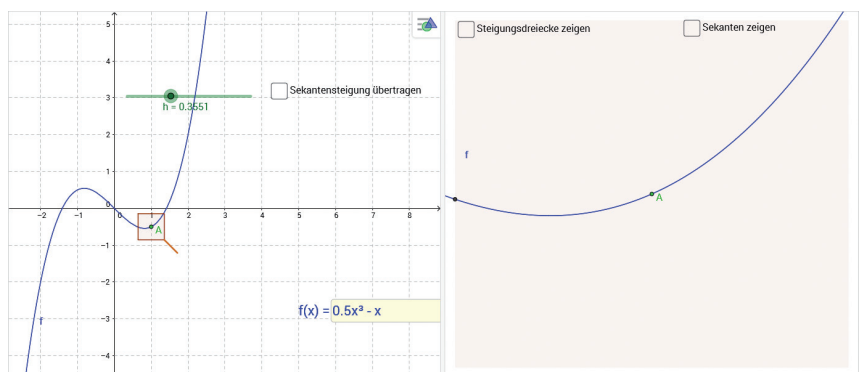 5
4
3
2
1
0
−1
−2
−3
−4
−2
−1
0
1
2
3
4
5
6
7
8
h = 0.3551
Sekantensteigung übertragen
A
f
f(x) = 0.5x³ - x
Steigungsdreiecke zeigen
Sekanten zeigen
f
A